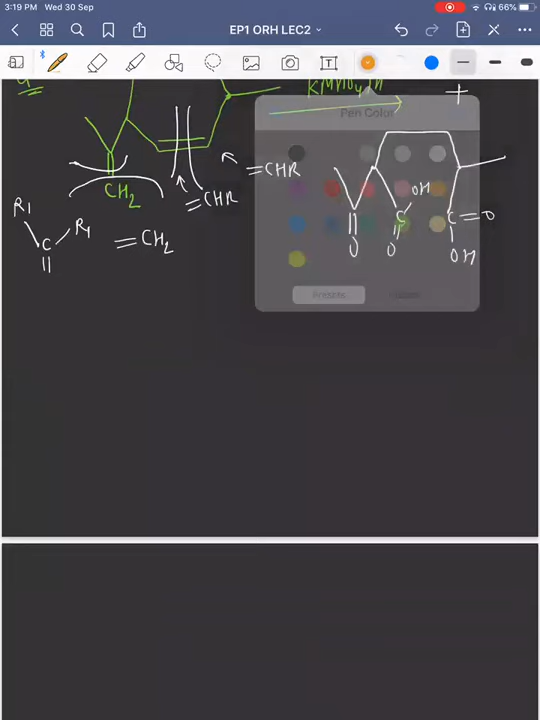 3:19 PM Wed 30 Sep
66%
EP1 ORH LEC2
KMnO4/H
+
Pen Color
=CHR
CH2
=CHR
OH
R1
R1
C
=CH2
C
C=O
O
O
OH
Presets